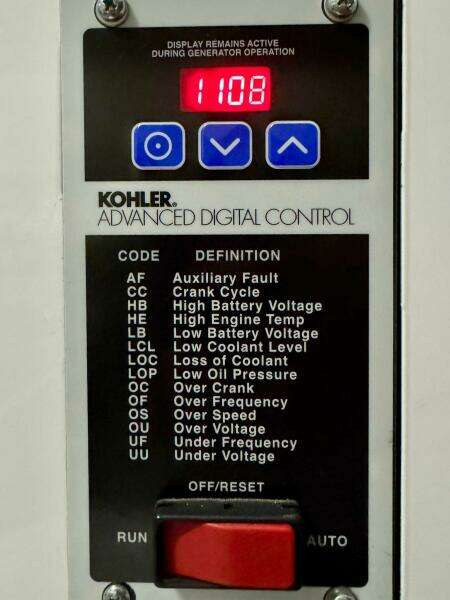 DISPLAY REMAINS ACTIVE
DURING GENERATOR OPERATION
1108
KOHLER®
ADVANCED DIGITAL CONTROL
CODE DEFINITION
AF Auxiliary Fault
CC Crank Cycle
HB High Battery Voltage
HE High Engine Temp
LB Low Battery Voltage
LCL Low Coolant Level
LOC Loss of Coolant
LOP Low Oil Pressure
OC Over Crank
OF Over Frequency
OS Over Speed
OU Over Voltage
UF Under Frequency
UU Under Voltage
OFF/RESET
RUN AUTO